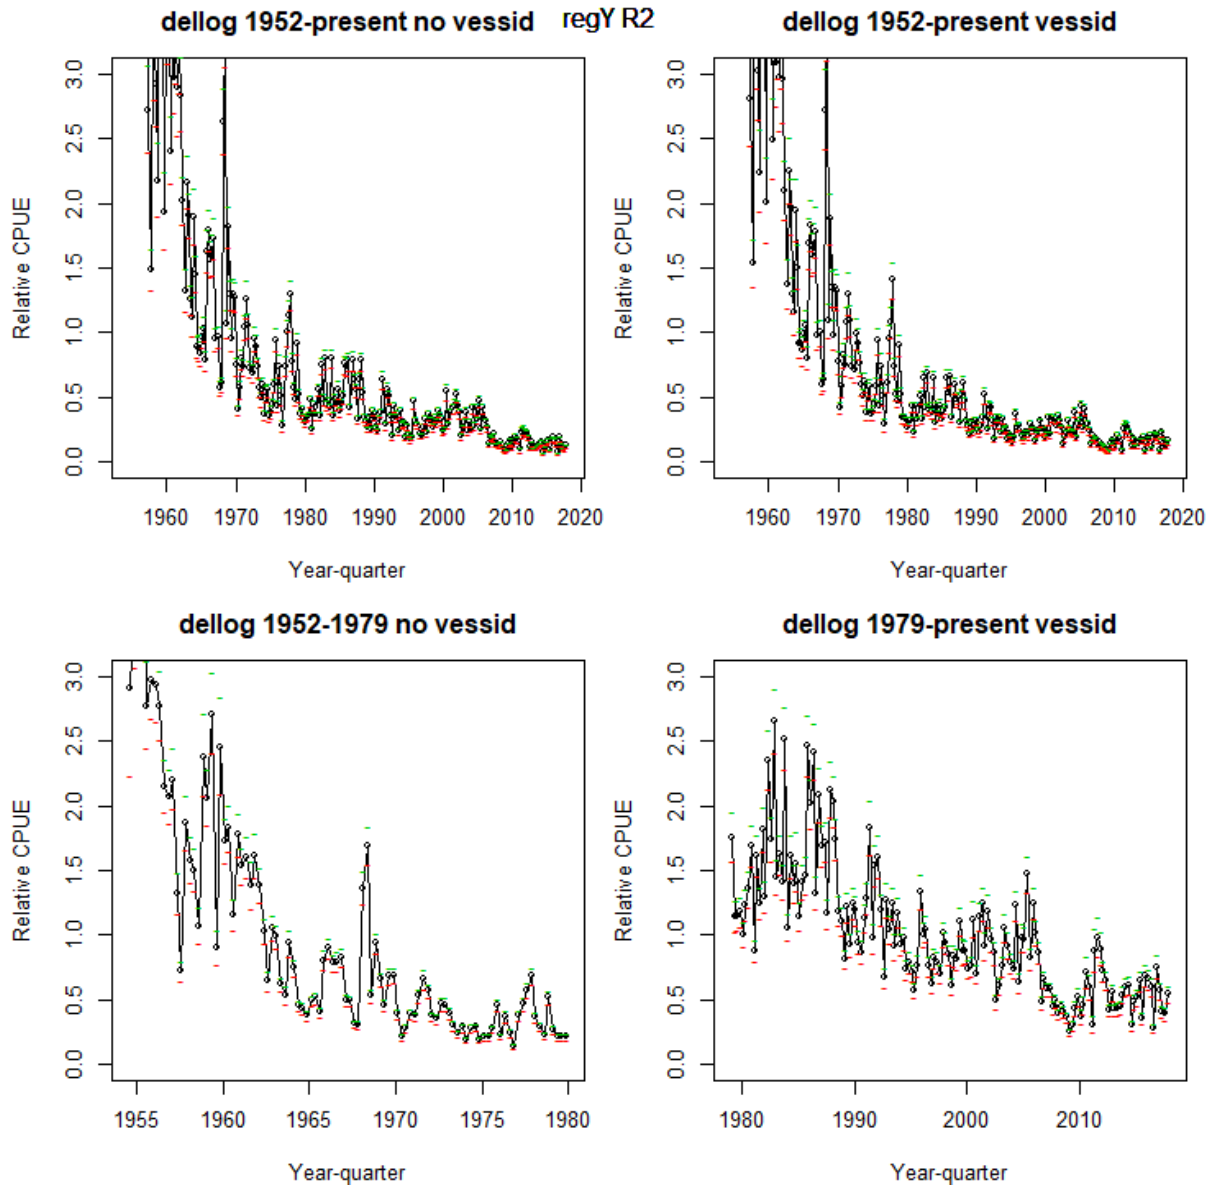 regY R2
dellog 1952-present no vessid
Relative CPUE
3.0
2.5
2.0
1.5
1.0
0.5
0.0
1960 1970 1980 1990 2000 2010 2020
Year-quarter
dellog 1952-present vessid
Relative CPUE
3.0
2.5
2.0
1.5
1.0
0.5
0.0
1960 1970 1980 1990 2000 2010 2020
Year-quarter
dellog 1952-1979 no vessid
Relative CPUE
3.0
2.5
2.0
1.5
1.0
0.5
0.0
1955 1960 1965 1970 1975 1980
Year-quarter
dellog 1979-present vessid
Relative CPUE
3.0
2.5
2.0
1.5
1.0
0.5
0.0
1980 1990 2000 2010
Year-quarter